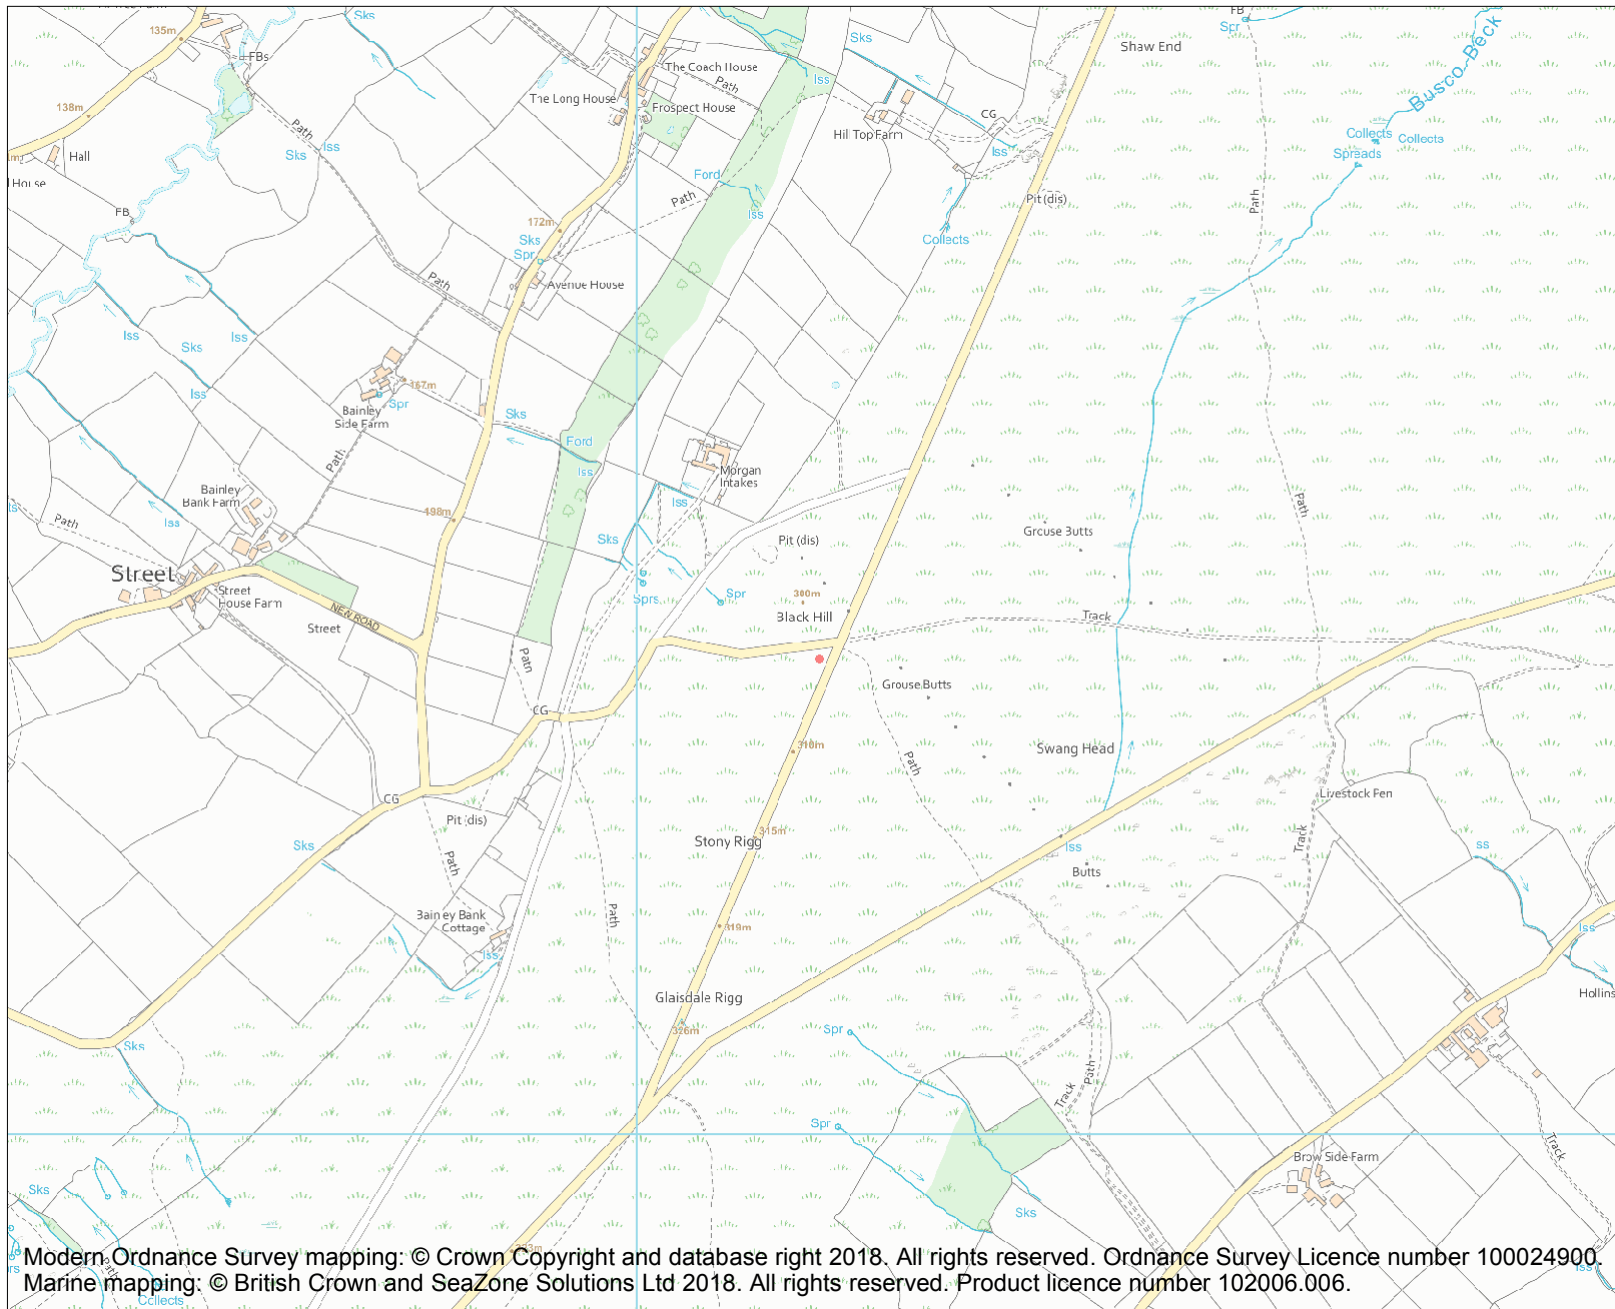 Sks
FB
135m
FBs
Spr
Shaw End
Busco Beck
Sks
The Coach House
Path
Iss
The Long House
Frospect House
138m
CG
Hil Top Farm
Collects
Collects
Path
Spreads
Hall
Sks
Iss
Iss
Ford
l House
Path
Pit (dis)
Path
FB
Iss
172m
Sks
Collects
Spr
Path
Avenue House
Iss
Iss
Sks
167m
Iss
Spr
Bainley
Side Farm
Sks
Ford
Path
Iss
Morgan
Intakes
Bainley
Bank Farm
Iss
Path
Path
Iss
198m
Grouse Butts
Sks
Pit (dis)
Street
Street
House Farm
Sprs
Spr
300m
NEW ROAD
Black Hill
Track
Street
Path
Grouse Butts
CG
310m
Swang Head
Path
CG
Livestock Pen
Pit (dis)
315m
Stony Rigg
Track
Sks
Iss
ss
Path
Butts
Bainley Bank
Cottage
Path
319m
Iss
Iss
Glaisdale Rigg
Hollins
326m
Spr
Sks
Path
Track
Spr
Brow Side Farm
Track
Sks
Sks
323m
Modern Ordnance Survey mapping: © Crown Copyright and database right 2018. All rights reserved. Ordnance Survey Licence number 100024900.
Marine mapping: © British Crown and SeaZone Solutions Ltd 2018. All rights reserved. Product licence number 102006.006.
Path
Iss
Collects